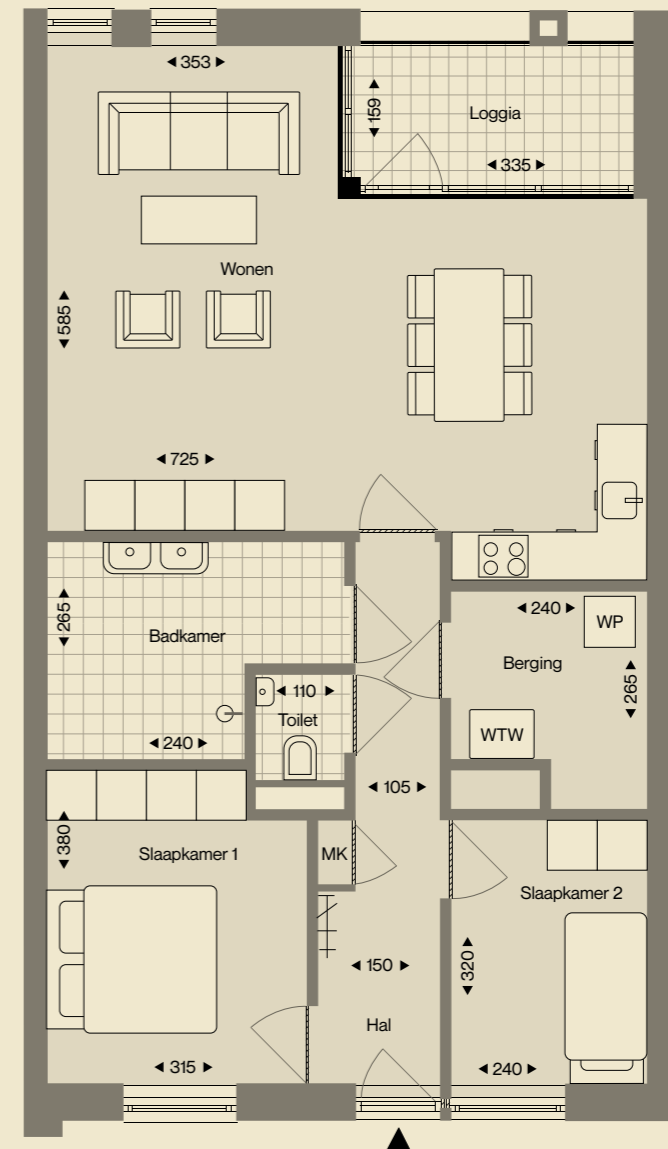 353
159
Loggia
335
Wonen
585
725
265
Badkamer
240
WP
Berging
265
110
Toilet
240
WTW
105
380
Slaapkamer 1
MK
Slaapkamer 2
150
320
Hal
315
240